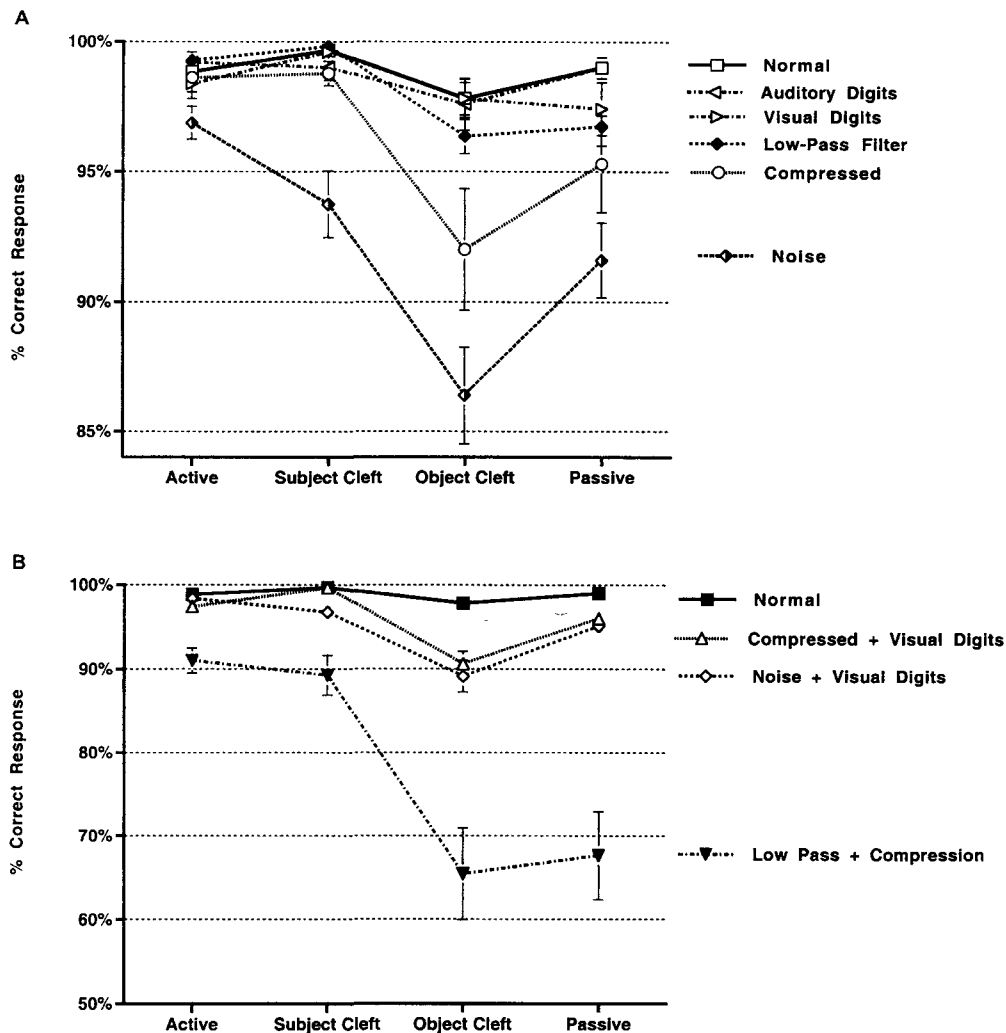 A
100%
95%
90%
85%
% Correct Response
Active Subject Cleft Object Cleft Passive
Normal
Auditory Digits
Visual Digits
Low-Pass Filter
Compressed
Noise
B
100%
90%
80%
70%
60%
50%
% Correct Response
Active Subject Cleft Object Cleft Passive
Normal
Compressed + Visual Digits
Noise + Visual Digits
Low Pass + Compression